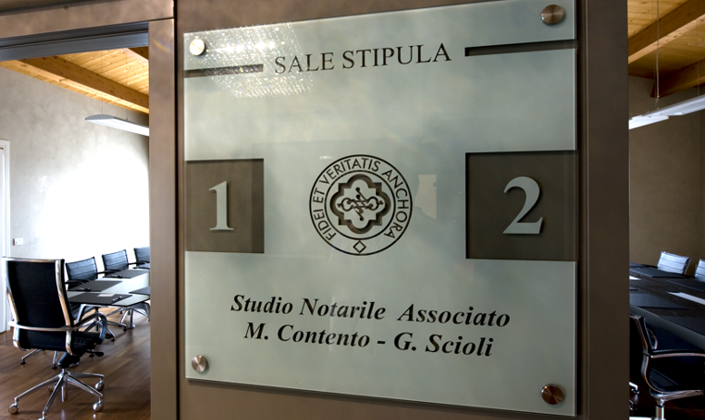 SALE STIPULA
1
FIDEI ET VERITATIS ANCHORA
2
Studio Notarile Associato
M. Contento - G. Scioli